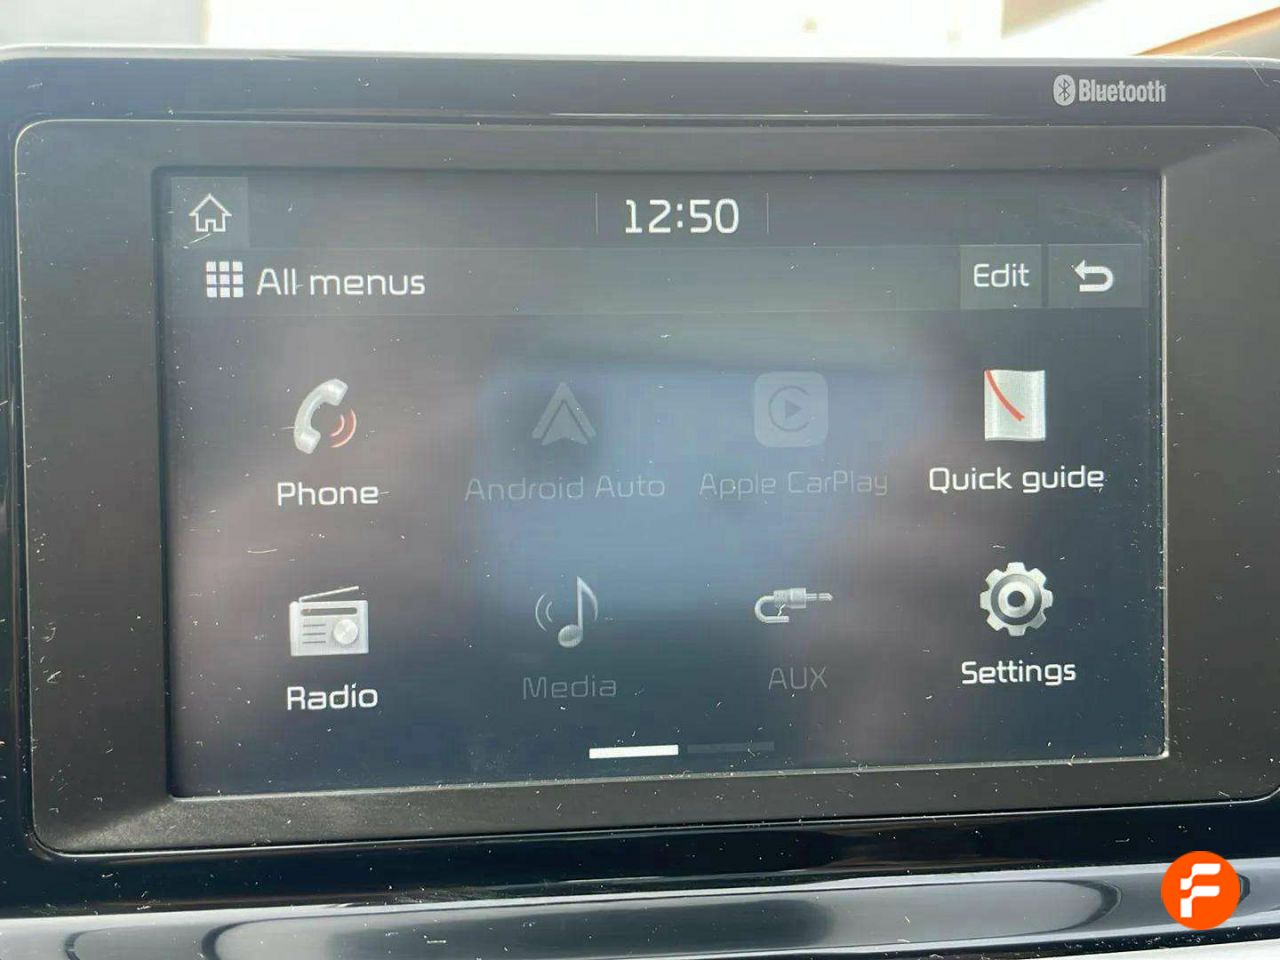 Bluetooth
12:50
All menus
Edit
Phone
Android Auto
Apple CarPlay
Quick guide
Radio
Media
AUX
Settings